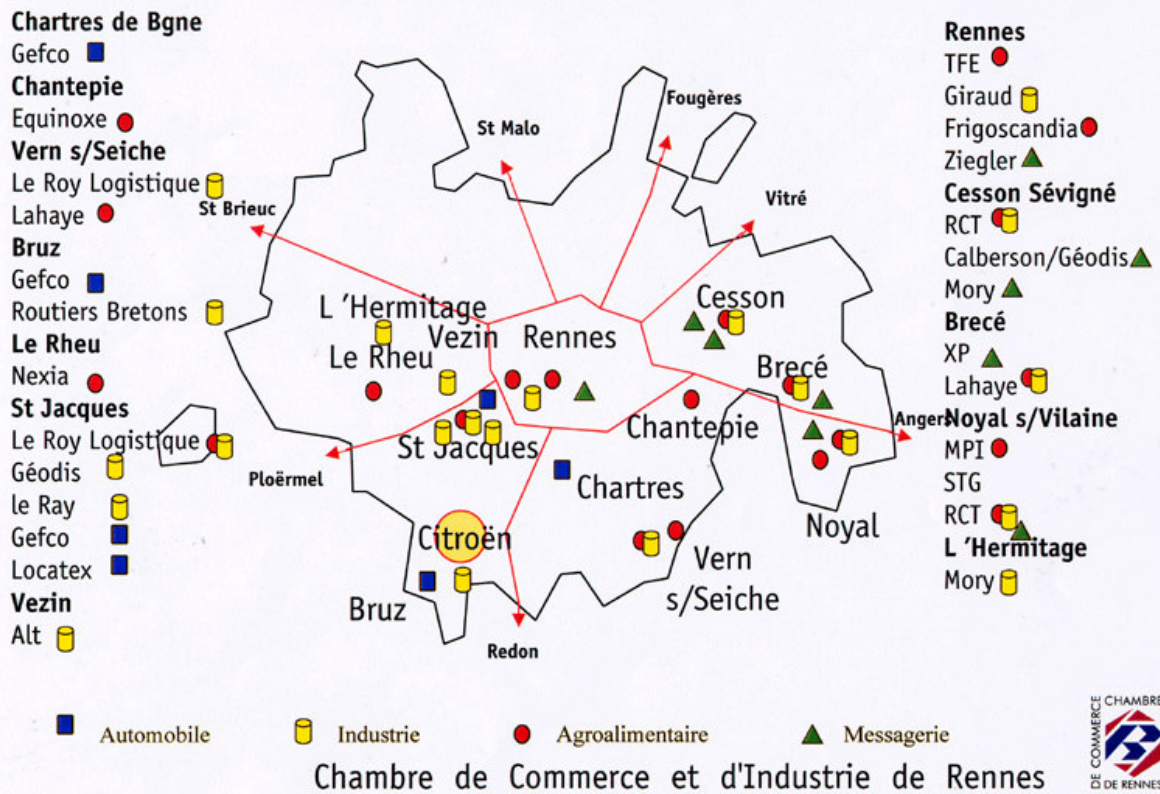 Chartres de Bgne
Gefco
Chantepie
Equinoxe
Vern s/Seiche
Le Roy Logistique
Lahaye
Bruz
Gefco
Routiers Bretons
Le Rheu
Nexia
St Jacques
Le Roy Logistique
Géodis
le Ray
Gefco
Locatex
Vezin
Alt
St Malo
Fougères
Vitré
St Brieuc
L 'Hermitage
Vezin
Rennes
Cesson
Le Rheu
Brecé
Chantepie
Angers
St Jacques
Ploërmel
Chartres
Noyal
Citroën
Vern
s/Seiche
Bruz
Redon
Rennes
TFE
Giraud
Frigoscandia
Ziegler
Cesson Sévigné
RCT
Calberson/Géodis
Mory
Brecé
XP
Lahaye
Noyal s/Vilaine
MPI
STG
RCT
L 'Hermitage
Mory
Automobile
Industrie
Agroalimentaire
Messagerie
Chambre de Commerce et d'Industrie de Rennes
CHAMBRE
DE COMMERCE
DE RENNES